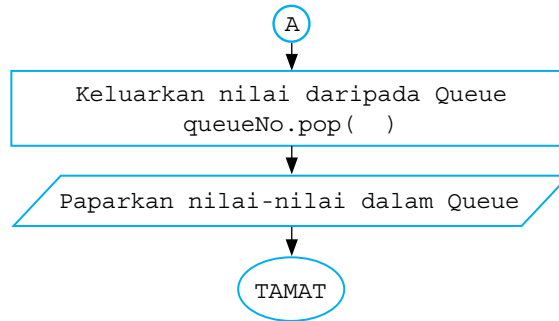 A
Keluarkan nilai daripada Queue
queueNo.pop(  )
Paparkan nilai-nilai dalam Queue
TAMAT